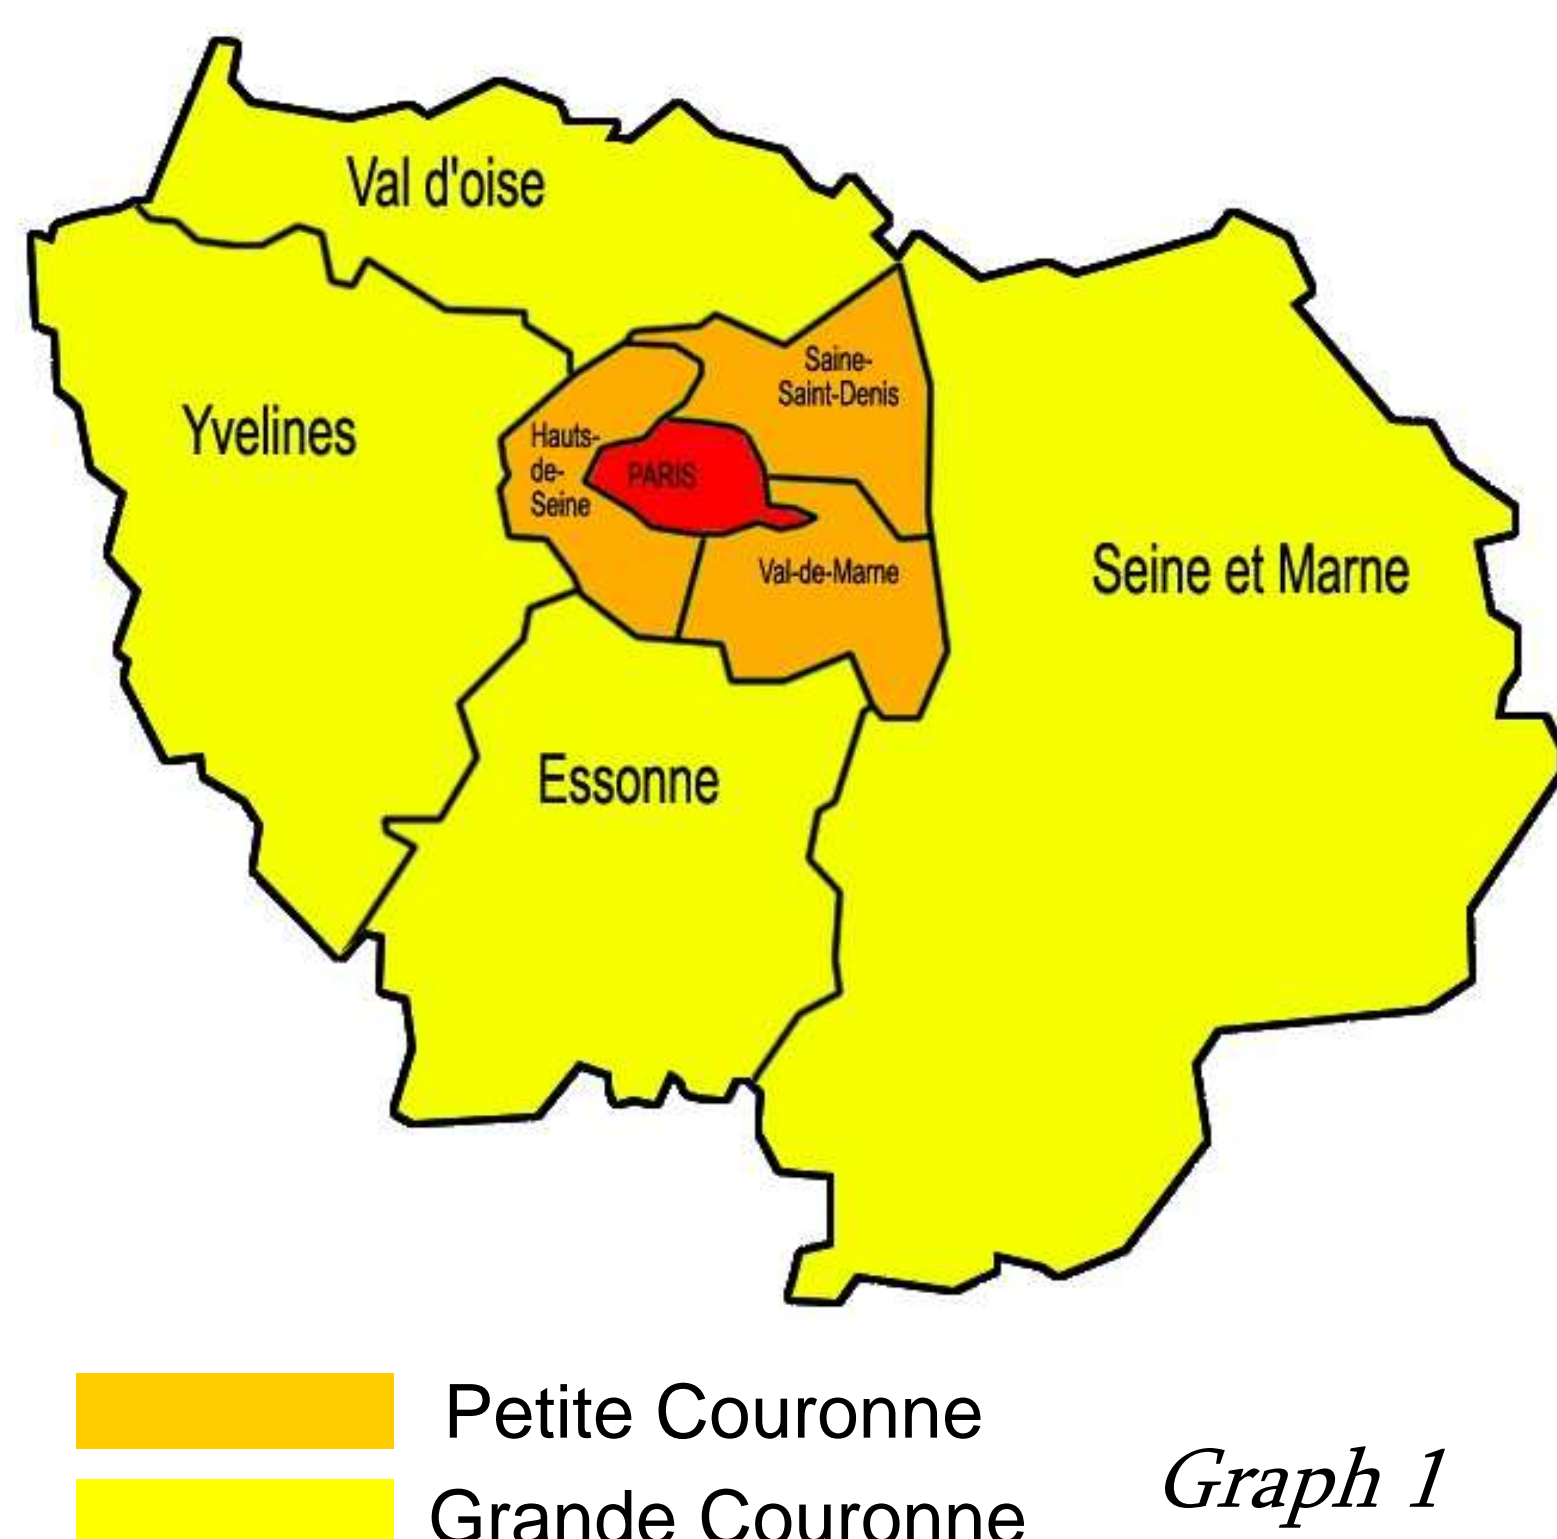 Val d'oise
Saine-
Saint-Denis
Yvelines
Hauts-
de-
Seine
PARIS
Val-de-Marne
Seine et Marne
Essonne
Petite Couronne
Grande Couronne
Graph 1